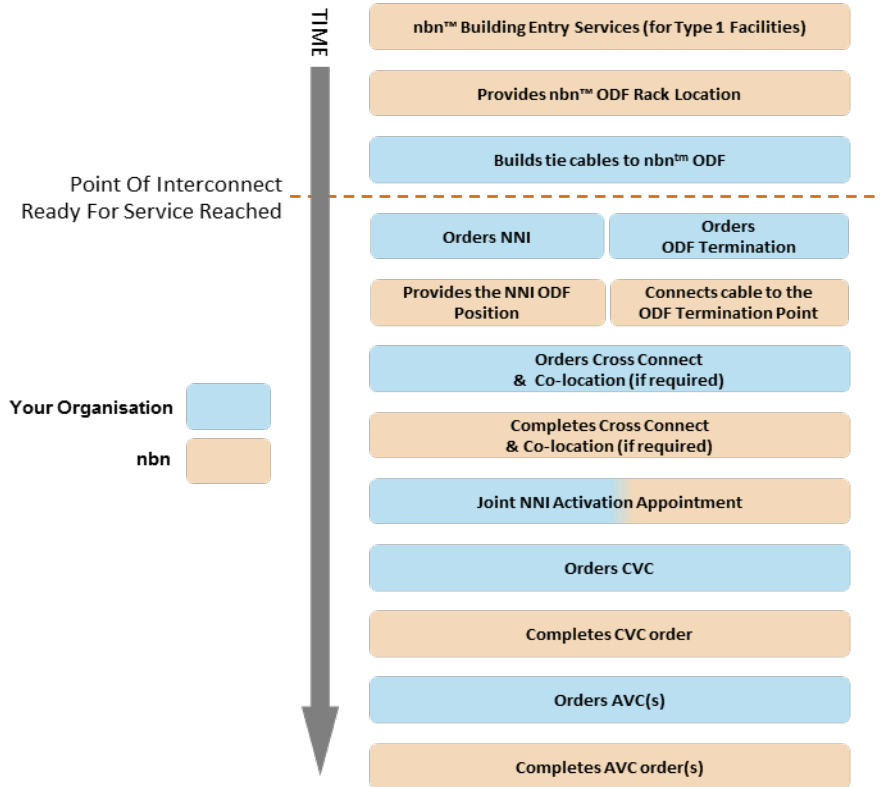 TIME
nbn™ Building Entry Services (for Type 1 Facilities)
Provides nbn™ ODF Rack Location
Builds tie cables to nbn™ ODF
Point Of Interconnect
Ready For Service Reached
Orders NNI
Orders
ODF Termination
Provides the NNI ODF
Position
Connects cable to the
ODF Termination Point
Orders Cross Connect
& Co-location (if required)
Your Organisation
nbn
Completes Cross Connect
& Co-location (if required)
Joint NNI Activation Appointment
Orders CVC
Completes CVC order
Orders AVC(s)
Completes AVC order(s)